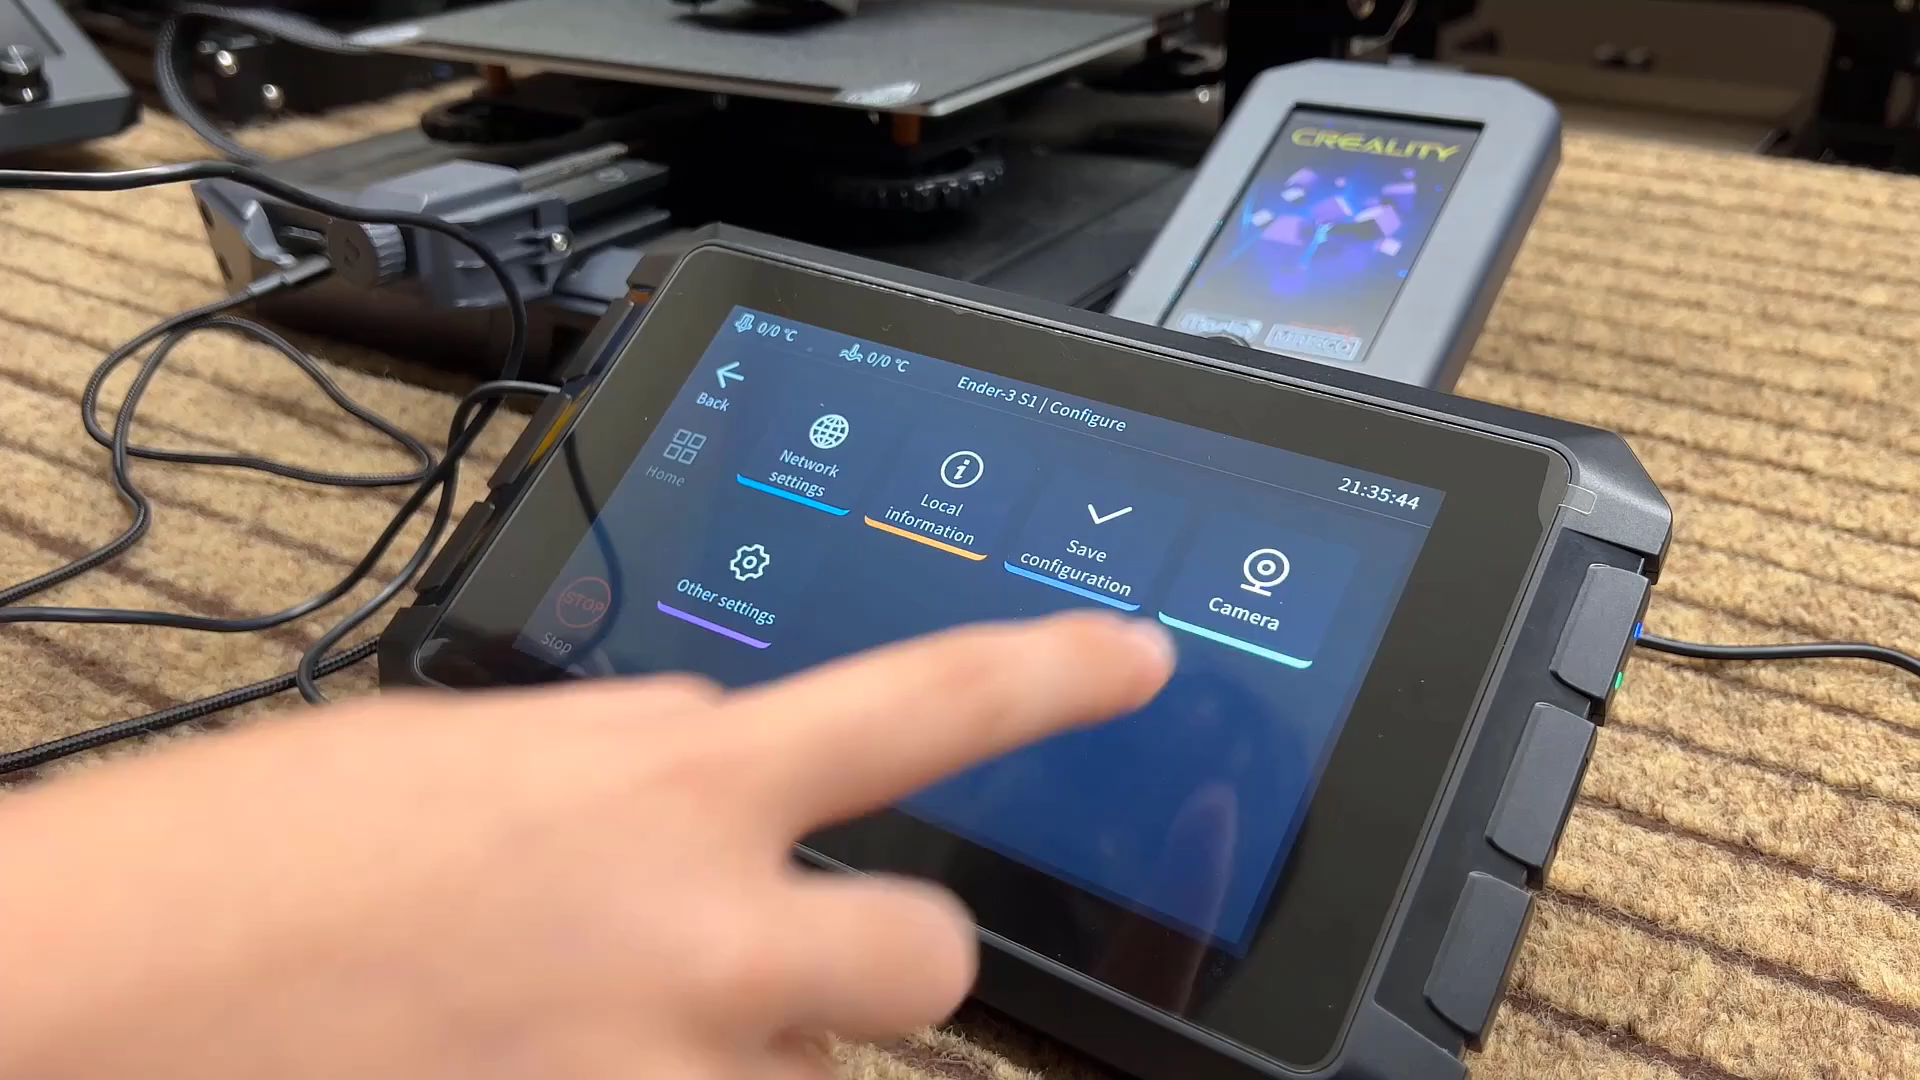 CREALITY
0/0 °C
0/0 °C
Ender-3 S1 | Configure
21:35:44
Back
Home
STOP
Stop
Network
settings
Local
information
Save
configuration
Camera
Other settings